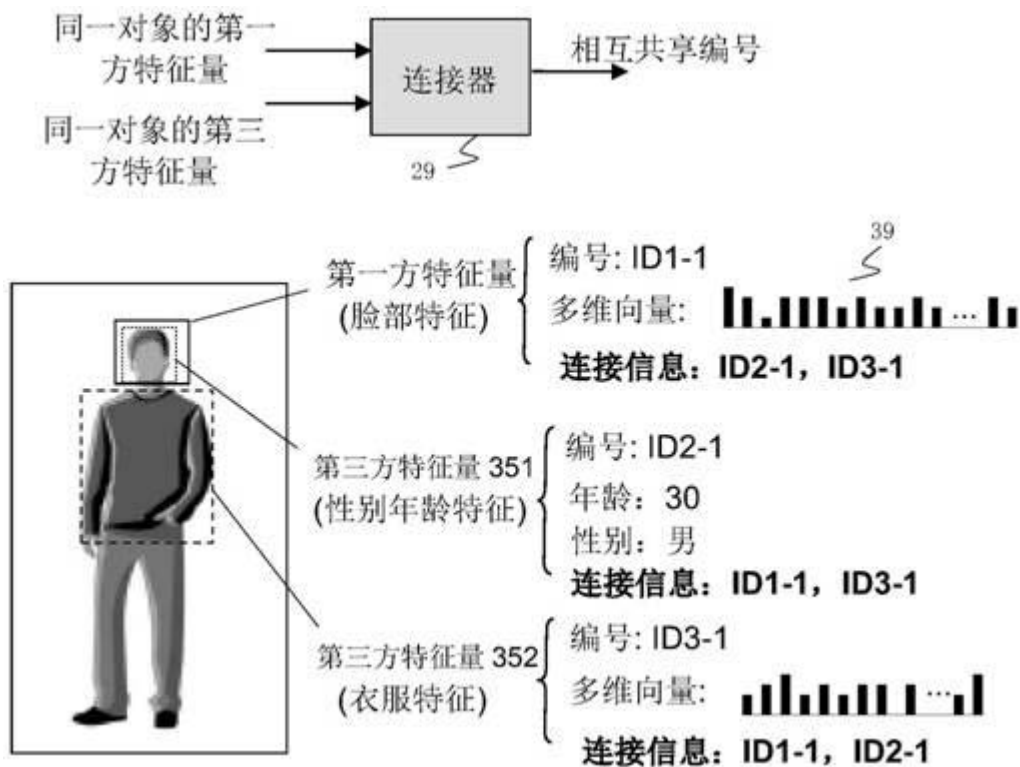 同一对象的第一
方特征量
同一对象的第三
方特征量
连接器
相互共享编号
29
第一方特征量
(脸部特征)
编号: ID1-1
39
多维向量:
...
连接信息：ID2-1，ID3-1
第三方特征量 351
(性别年龄特征)
编号: ID2-1
年龄：30
性别：男
连接信息：ID1-1，ID3-1
第三方特征量 352
(衣服特征)
编号: ID3-1
多维向量:
...
连接信息：ID1-1，ID2-1